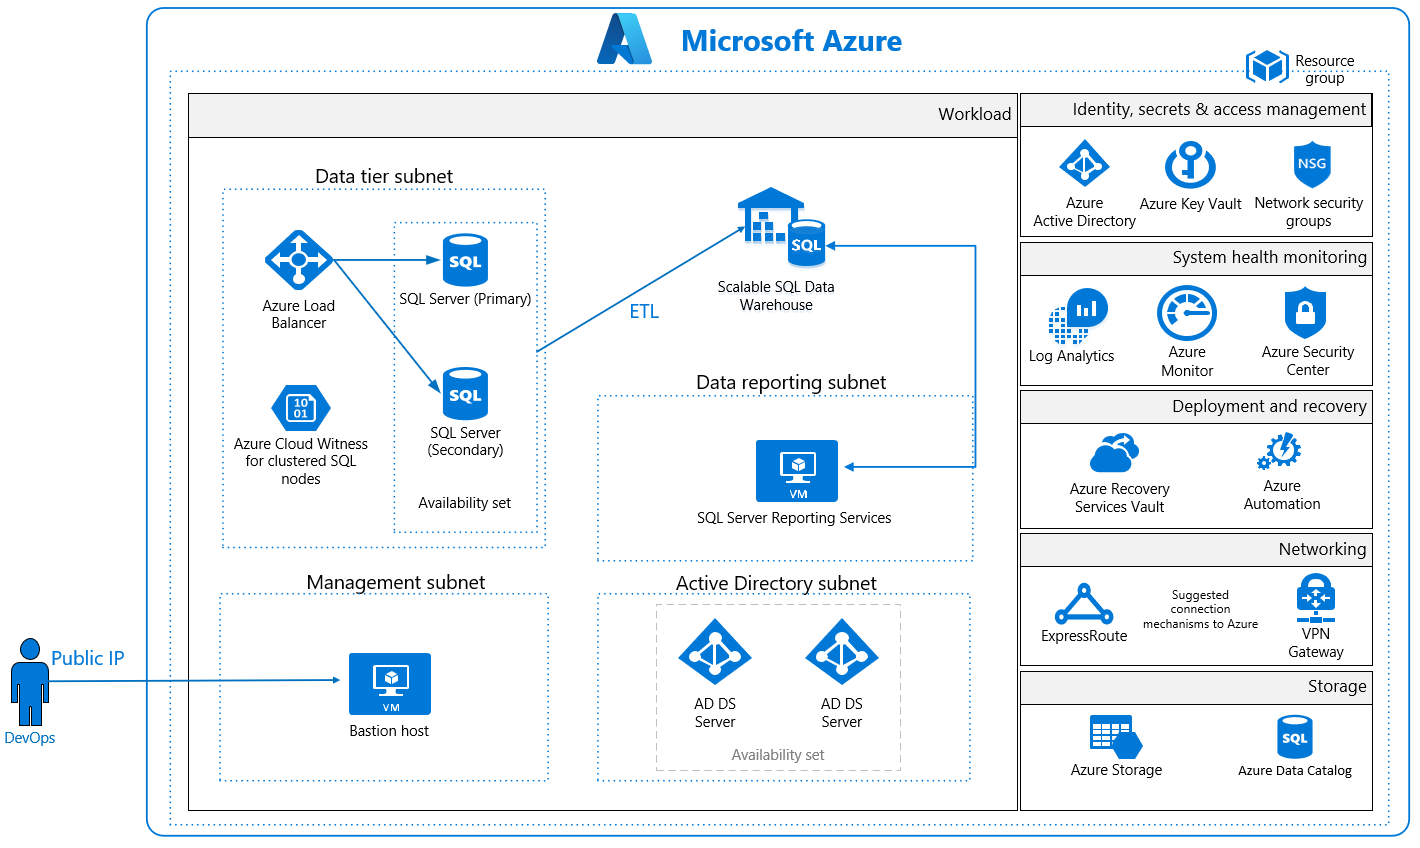 Microsoft Azure
Resource
group
Workload
Data tier subnet
Azure Load
Balancer
SQL
SQL Server (Primary)
10
01
Azure Cloud Witness
for clustered SQL
nodes
SQL
SQL Server
(Secondary)
Availability set
ETL
SQL
Scalable SQL Data
Warehouse
Data reporting subnet
VM
SQL Server Reporting Services
Management subnet
Public IP
DevOps
VM
Bastion host
Active Directory subnet
AD DS
Server
AD DS
Server
Availability set
Identity, secrets & access management
Azure
Active Directory
Azure Key Vault
NSG
Network security
groups
System health monitoring
Log Analytics
Azure
Monitor
Azure Security
Center
Deployment and recovery
Azure Recovery
Services Vault
Azure
Automation
Networking
ExpressRoute
Suggested
connection
mechanisms to Azure
VPN
Gateway
Storage
Azure Storage
SQL
Azure Data Catalog